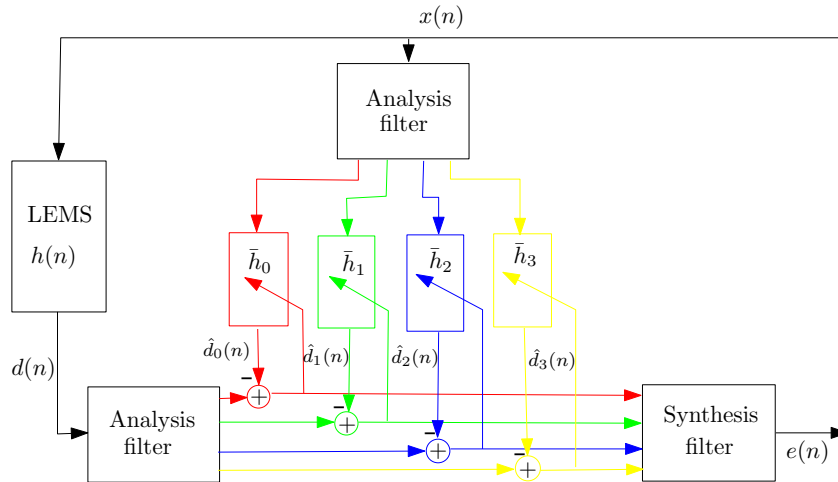 x(n)
Analysis
filter
LEMS
h(n)
h̄₀
h̄₁
h̄₂
h̄₃
d̂₀(n)
d̂₁(n)
d̂₂(n)
d̂₃(n)
d(n)
-
-
-
-
+
+
+
+
Analysis
filter
Synthesis
filter
e(n)